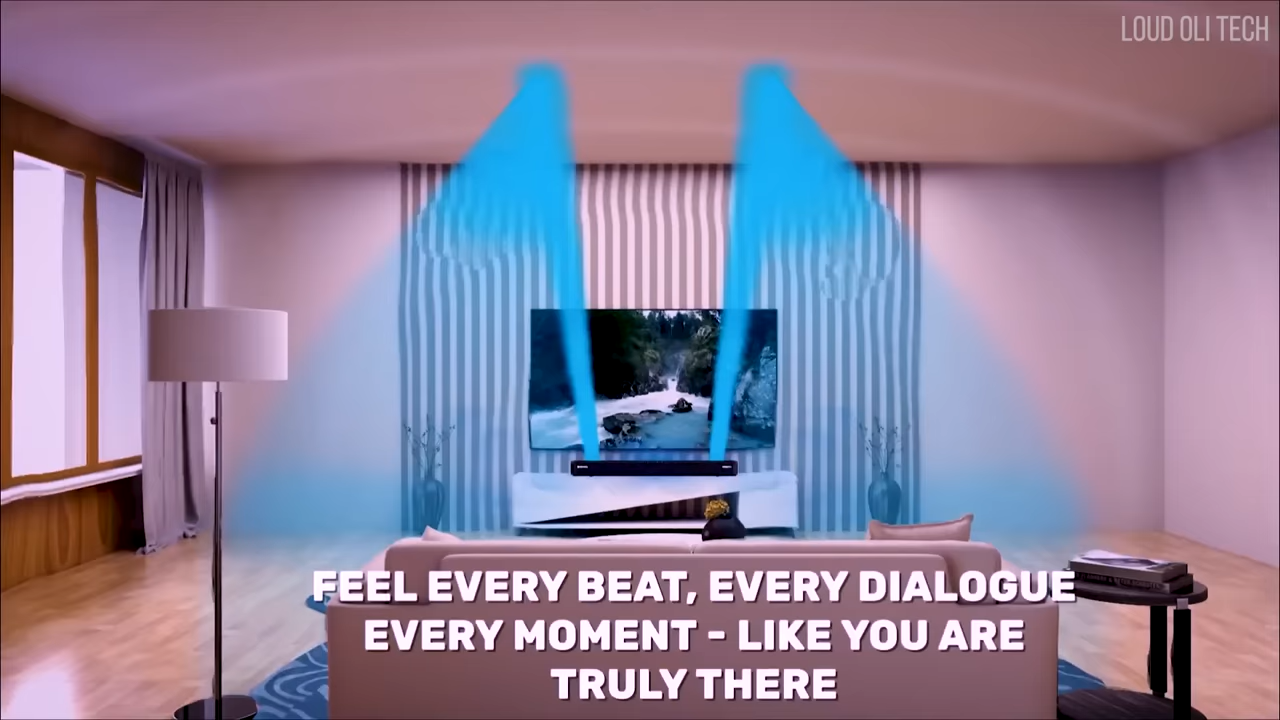 LOUD OLI TECH
FEEL EVERY BEAT, EVERY DIALOGUE
EVERY MOMENT - LIKE YOU ARE
TRULY THERE